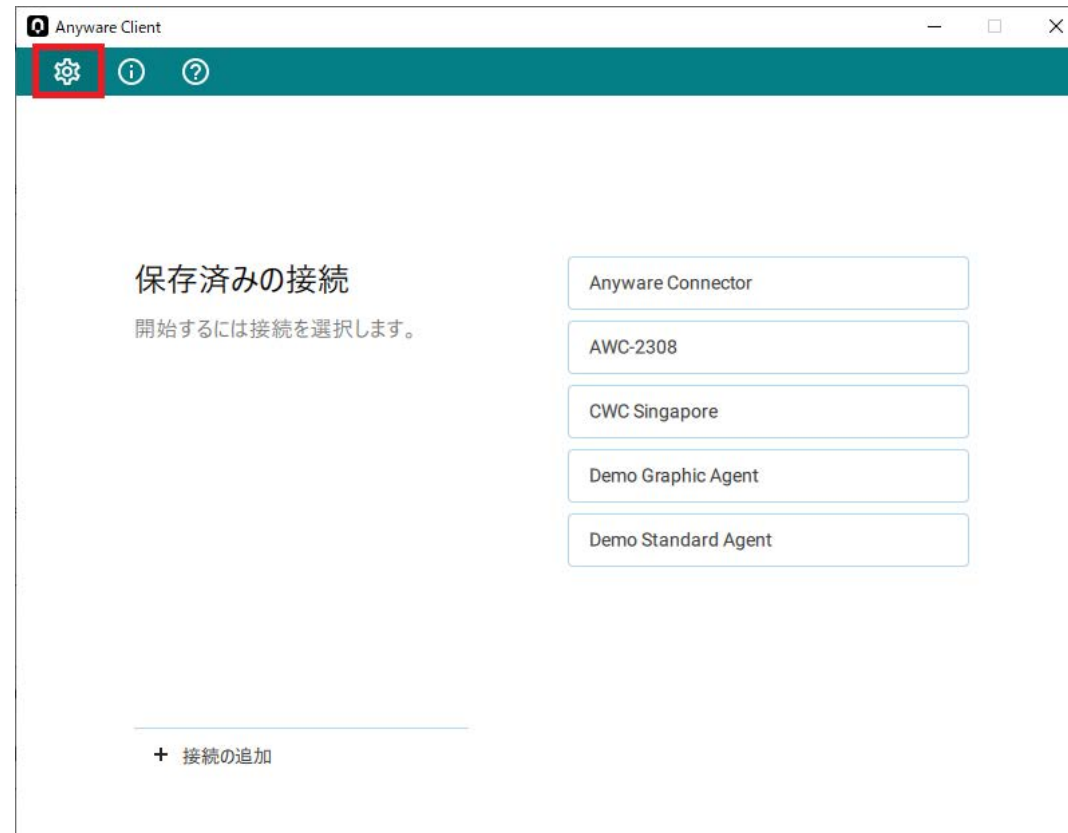 Anyware Client
保存済みの接続
開始するには接続を選択します。
Anyware Connector
AWC-2308
CWC Singapore
Demo Graphic Agent
Demo Standard Agent
+ 接続の追加